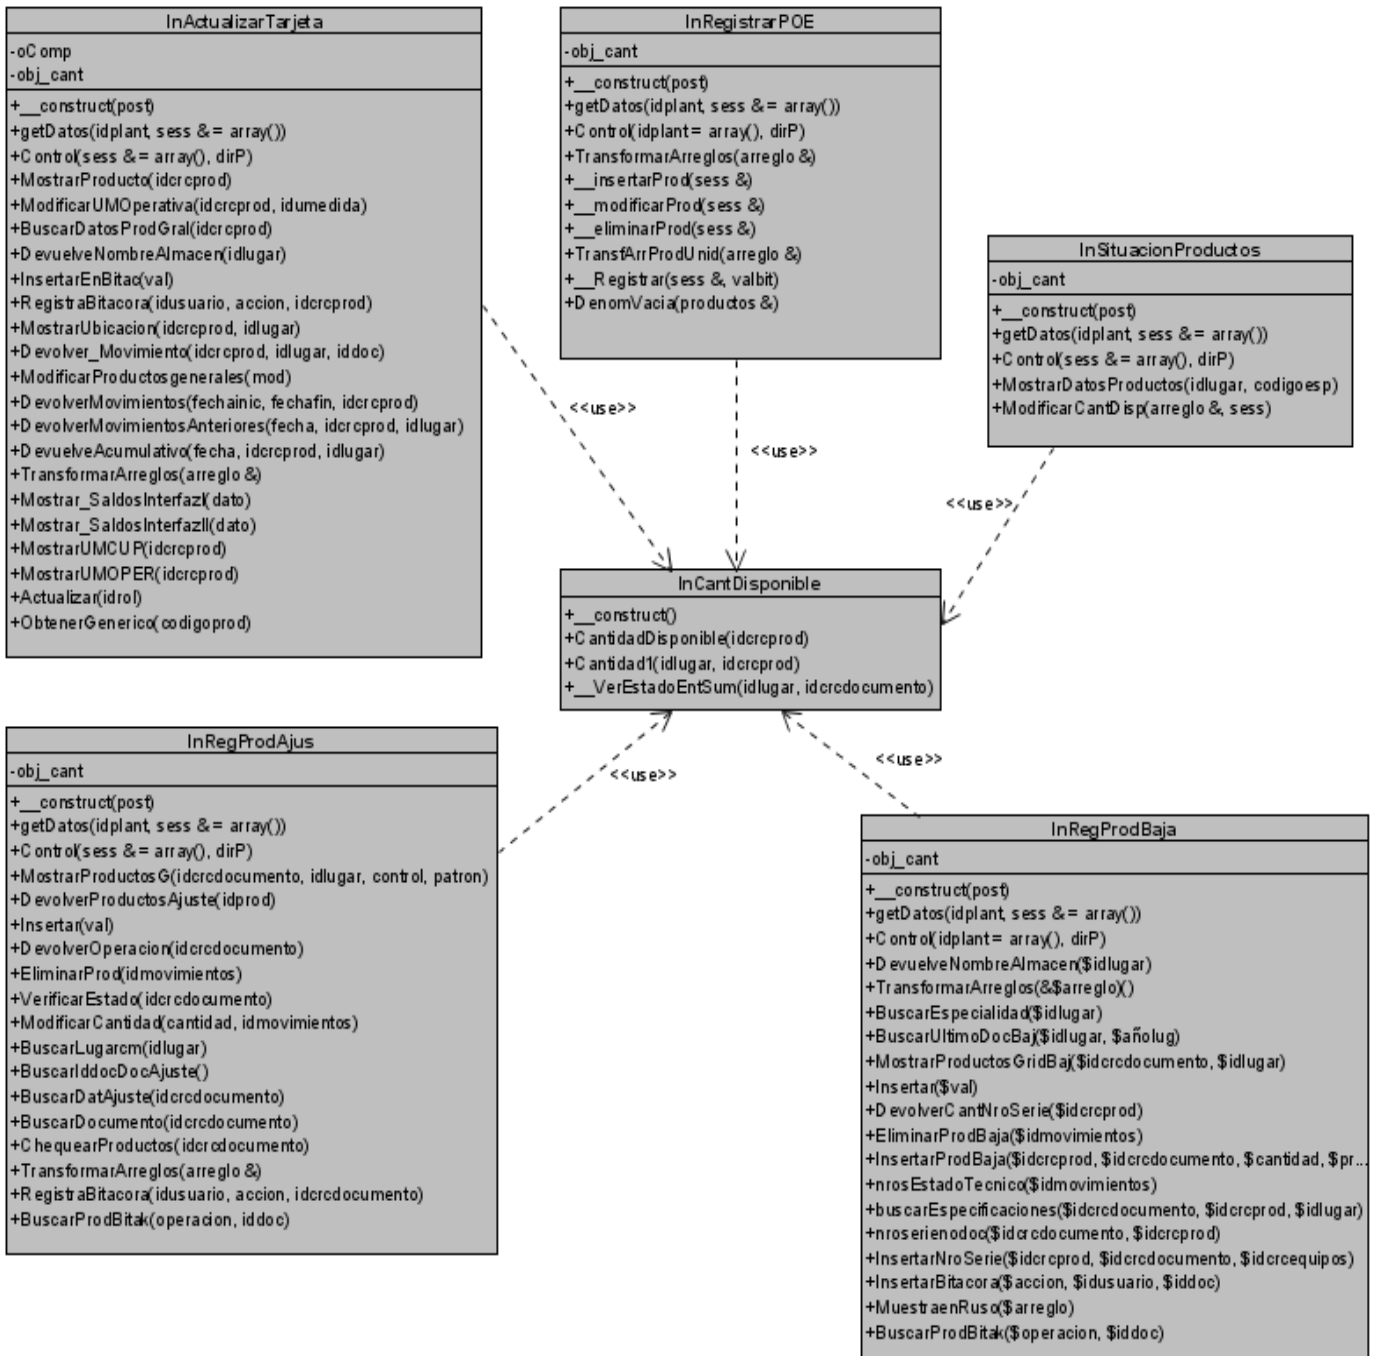 InActualizarTarjeta
-oComp
-obj_cant
+__construct(post)
+getDatos(idplant, sess &= array())
+Control(sess &= array(), dirP)
+MostrarProducto(idcrcprod)
+ModificarUMOperativa(idcrcprod, idumedida)
+BuscarDatosProdGral(idcrcprod)
+DevuelveNombreAlmacen(idlugar)
+InsertarEnBitac(val)
+RegistraBitacora(idusuario, accion, idcrcprod)
+MostrarUbicacion(idcrcprod, idlugar)
+Devolver_Movimiento(idcrcprod, idlugar, iddoc)
+ModificarProductosgenerales(mod)
+DevolverMovimientos(fechainic, fechafin, idcrcprod)
+DevolverMovimientosAnteriores(fecha, idcrcprod, idlugar)
+DevuelveAcumulativo(fecha, idcrcprod, idlugar)
+TransformarArreglos(arreglo &)
+Mostrar_SaldosInterfazI(dato)
+Mostrar_SaldosInterfazII(dato)
+MostrarUMCUP(idcrcprod)
+MostrarUMOPER(idcrcprod)
+Actualizar(idrol)
+ObtenerGenerico(codigoprod)
InRegistrarPOE
-obj_cant
+__construct(post)
+getDatos(idplant, sess &= array())
+Control(idplant= array(), dirP)
+TransformarArreglos(arreglo &)
+__insertarProd(sess &)
+__modificarProd(sess &)
+__eliminarProd(sess &)
+TransfArrProdUnid(arreglo &)
+__Registrar(sess &, valbit)
+DenomVacia(productos &)
InSituacionProductos
-obj_cant
+__construct(post)
+getDatos(idplant, sess &= array())
+Control(sess &= array(), dirP)
+MostrarDatosProductos(idlugar, codigoesp)
+ModificarCantDisp(arreglo &, sess)
<<use>>
<<use>>
<<use>>
InCantDisponible
+__construct()
+CantidadDisponible(idcrcprod)
+Cantidad1(idlugar, idcrcprod)
+__VerEstadoEntSum(idlugar, idcrcdocumento)
<<use>>
<<use>>
InRegProdAjus
-obj_cant
+__construct(post)
+getDatos(idplant, sess &= array())
+Control(sess &= array(), dirP)
+MostrarProductosG(idcrcdocumento, idlugar, control, patron)
+DevolverProductosAjuste(idprod)
+Insertar(val)
+DevolverOperacion(idcrcdocumento)
+EliminarProd(idmovimientos)
+VerificarEstado(idcrcdocumento)
+ModificarCantidad(cantidad, idmovimientos)
+BuscarLugarcm(idlugar)
+BuscarIddocDocAjuste()
+BuscarDatAjuste(idcrcdocumento)
+BuscarDocumento(idcrcdocumento)
+ChequearProductos(idcrcdocumento)
+TransformarArreglos(arreglo &)
+RegistraBitacora(idusuario, accion, idcrcdocumento)
+BuscarProdBitak(operacion, iddoc)
InRegProdBaja
-obj_cant
+__construct(post)
+getDatos(idplant, sess &= array())
+Control(idplant= array(), dirP)
+DevuelveNombreAlmacen($idlugar)
+TransformarArreglos(&$arreglo)()
+BuscarEspecialidad($idlugar)
+BuscarUltimoDocBaj($idlugar, $añolug)
+MostrarProductosGridBaj($idcrcdocumento, $idlugar)
+Insertar($val)
+DevolverCantNroSerie($idcrcprod)
+EliminarProdBaja($idmovimientos)
+InsertarProdBaja($idcrcprod, $idcrcdocumento, $cantidad, $pr...
+nrosEstadoTecnico($idmovimientos)
+buscarEspecificaciones($idcrcdocumento, $idcrcprod, $idlugar)
+nroserienodoc($idcrcdocumento, $idcrcprod)
+InsertarNroSerie($idcrcprod, $idcrcdocumento, $idcrcequipos)
+InsertarBitacora($accion, $idusuario, $iddoc)
+MuestraenRuso($arreglo)
+BuscarProdBitak($operacion, $iddoc)